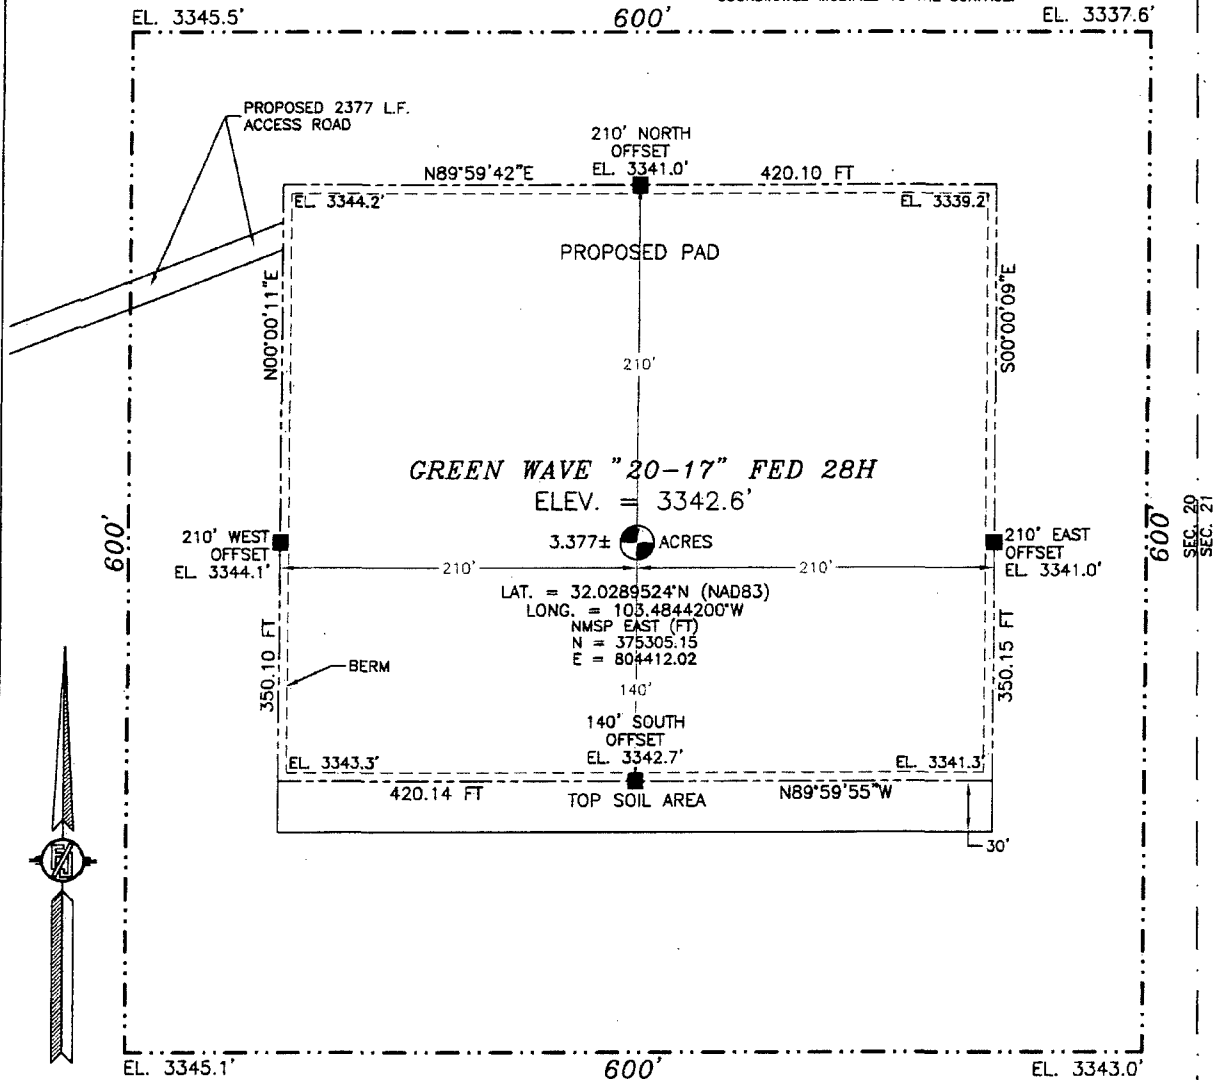 EL. 3345.5'
600'
EL. 3337.6'
PROPOSED 2377 L.F.
ACCESS ROAD
210' NORTH
OFFSET
EL. 3341.0'
N89°59'42"E
420.10 FT
EL. 3344.2'
EL. 3339.2'
PROPOSED PAD
N00°00'11"E
S00°00'09"E
210'
GREEN WAVE "20-17" FED 28H
ELEV. = 3342.6'
600'
210' WEST
OFFSET
EL. 3344.1'
3.377± ACRES
210' EAST
OFFSET
EL. 3341.0'
600'
SEC. 20
SEC. 21
210'
210'
LAT. = 32.0289524°N (NAD83)
LONG. = 103.4844200°W
NMSP EAST (FT)
N = 375305.15
E = 804412.02
350.10 FT
350.15 FT
BERM
140'
140' SOUTH
OFFSET
EL. 3342.7'
EL. 3343.3'
EL. 3341.3'
420.14 FT
TOP SOIL AREA
N89°59'55"W
30'
EL. 3345.1'
600'
EL. 3343.0'